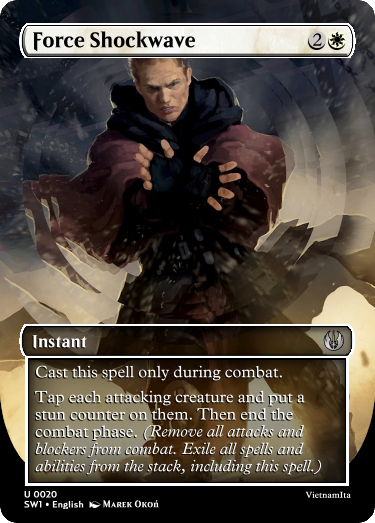 Force Shockwave 2
Instant
Cast this spell only during combat.
Tap each attacking creature and put a
stun counter on them. Then end the
combat phase. (Remove all attacks and
blockers from combat. Exile all spells and
abilities from the stack, including this spell.)
U 0020
SW1 • English Marek Okoń
VietnamIta